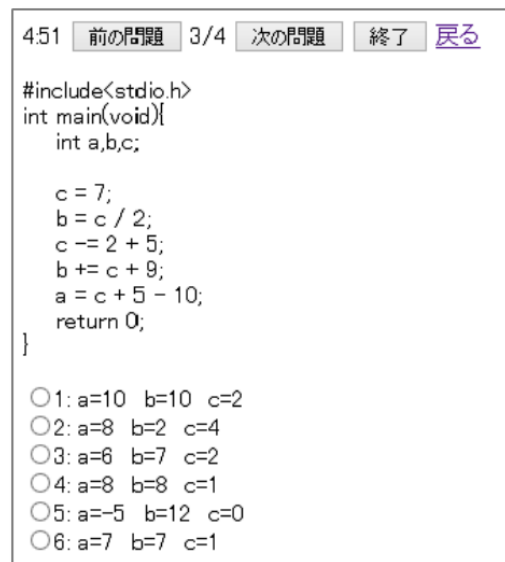 4:51 前の問題 3/4 次の問題 終了 戻る
#include<stdio.h>
int main(void){
int a,b,c;
c = 7;
b = c / 2;
c -= 2 + 5;
b += c + 9;
a = c + 5 - 10;
return 0;
}
1: a=10 b=10 c=2
2: a=8 b=2 c=4
3: a=6 b=7 c=2
4: a=8 b=8 c=1
5: a=-5 b=12 c=0
6: a=7 b=7 c=1